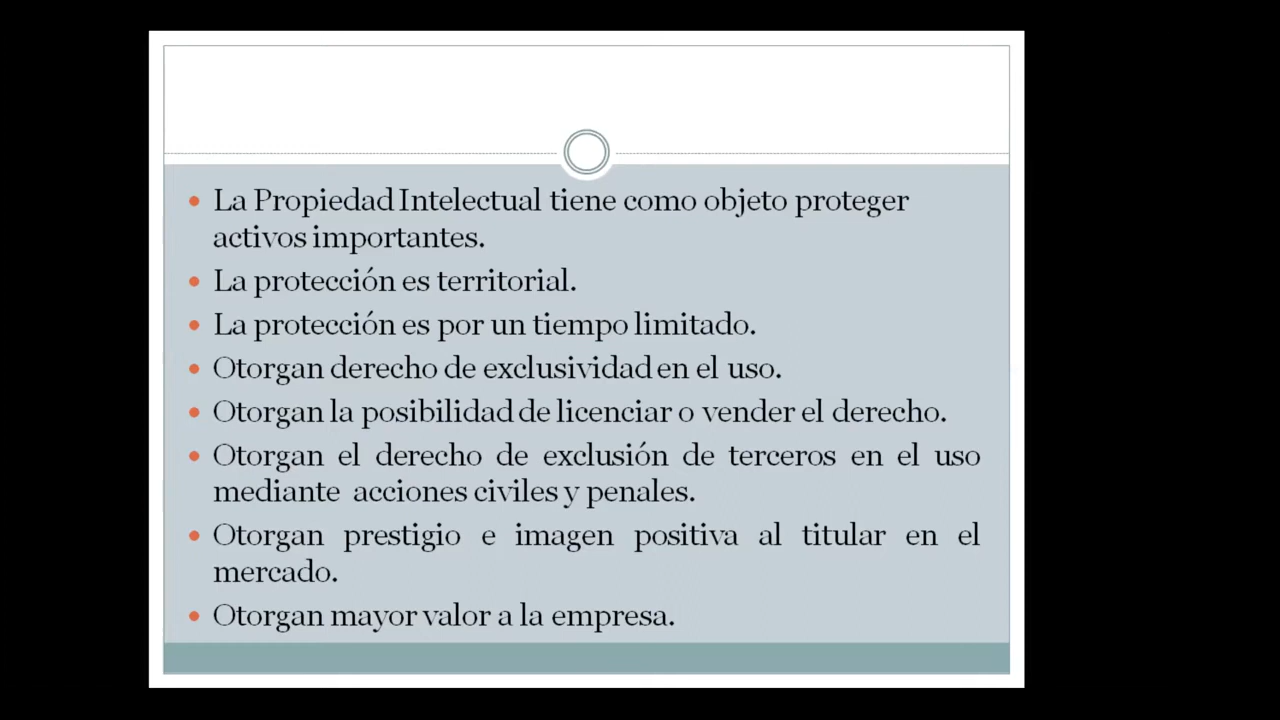 La Propiedad Intelectual tiene como objeto proteger
activos importantes.
La protección es territorial.
La protección es por un tiempo limitado.
Otorgan derecho de exclusividad en el uso.
Otorgan la posibilidad de licenciar o vender el derecho.
Otorgan el derecho de exclusión de terceros en el uso
mediante acciones civiles y penales.
Otorgan prestigio e imagen positiva al titular en el
mercado.
Otorgan mayor valor a la empresa.